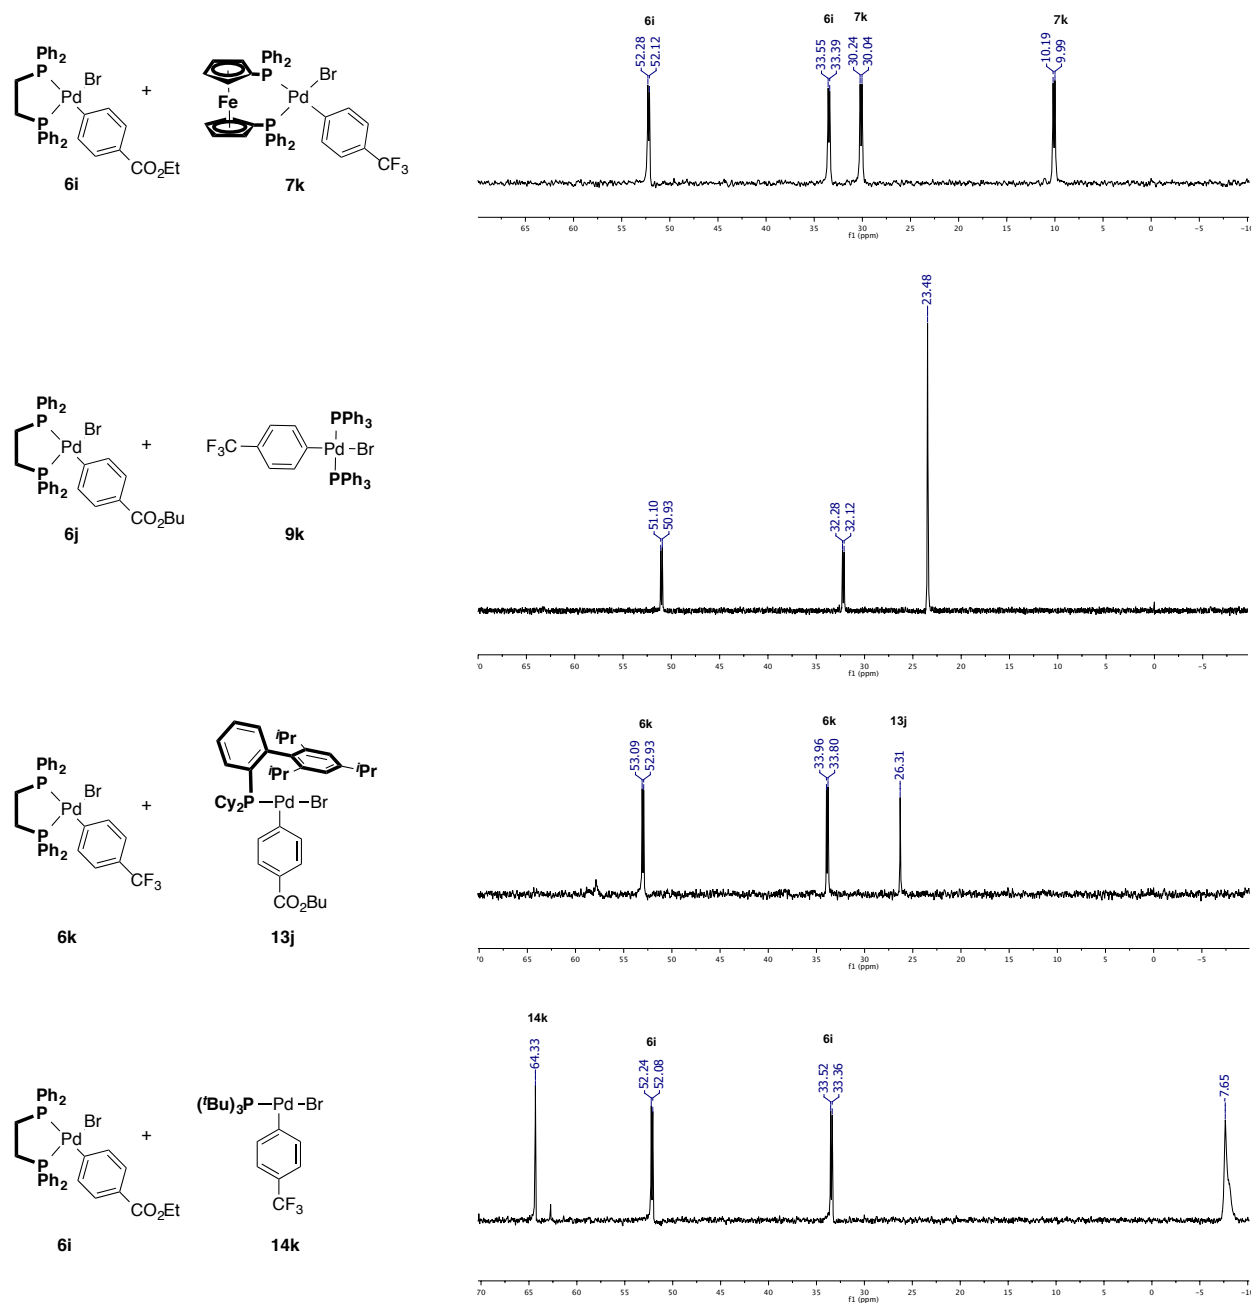 6i
6i 7k
7k
52.28
52.12
33.55
33.39
30.24
30.04
10.19
9.99
Ph2
P Br
Pd
P
Ph2
CO2Et
6i
+
Ph2
P Br
Fe Pd
P
Ph2
CF3
7k
65 60 55 50 45 40 35 30 25 20 15 10 5 0 -5 -10
f1 (ppm)
23.48
51.10
50.93
32.28
32.12
Ph2
P Br
Pd
P
Ph2
CO2Bu
6j
+
PPh3
F3C Pd Br
PPh3
9k
70 65 60 55 50 45 40 35 30 25 20 15 10 5 0 -5
f1 (ppm)
6k
6k
13j
53.09
52.93
33.96
33.80
26.31
Ph2
P Br
Pd
P
Ph2
CF3
6k
+
iPr
iPr iPr
Cy2P Pd Br
CO2Bu
13j
70 65 60 55 50 45 40 35 30 25 20 15 10 5 0 -5
f1 (ppm)
14k
6i
6i
64.33
52.24
52.08
33.52
33.36
7.65
Ph2
P Br
Pd
P
Ph2
CO2Et
6i
+
(tBu)3P Pd Br
CF3
14k
70 65 60 55 50 45 40 35 30 25 20 15 10 5 0 -5 -10
f1 (ppm)